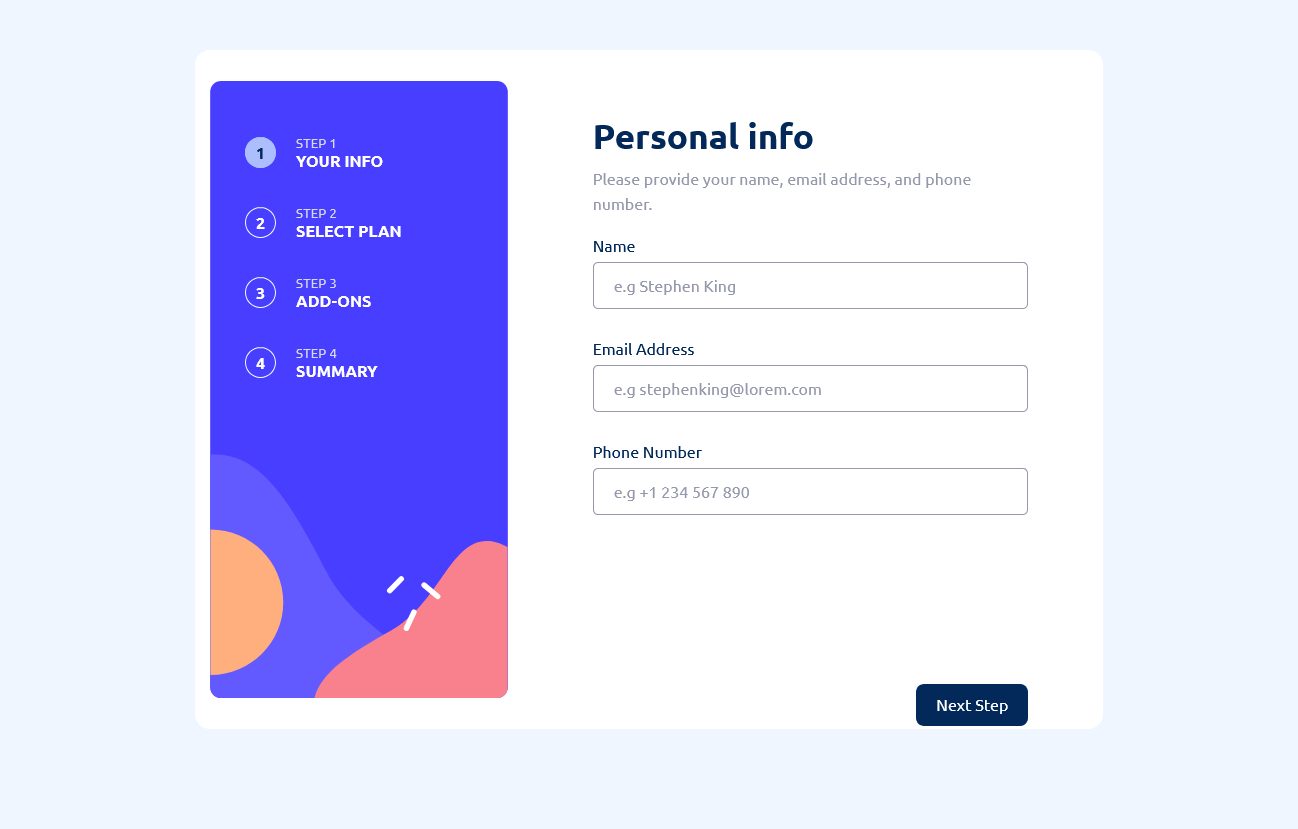 1
STEP 1
YOUR INFO
2
STEP 2
SELECT PLAN
3
STEP 3
ADD-ONS
4
STEP 4
SUMMARY
Personal info
Please provide your name, email address, and phone
number.
Name
e.g Stephen King
Email Address
e.g stephenking@lorem.com
Phone Number
e.g +1 234 567 890
Next Step